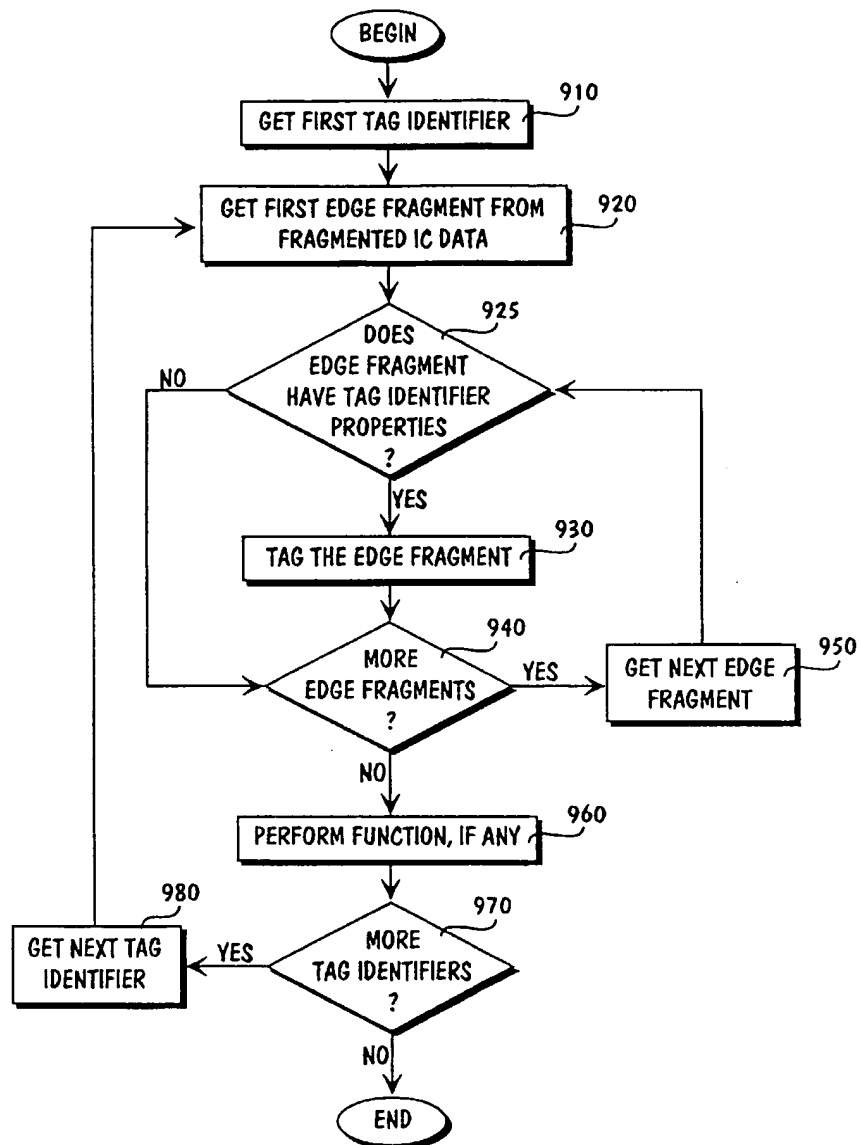 BEGIN
910
GET FIRST TAG IDENTIFIER
920
GET FIRST EDGE FRAGMENT FROM
FRAGMENTED IC DATA
925
DOES
EDGE FRAGMENT
HAVE TAG IDENTIFIER
PROPERTIES
?
NO
YES
930
TAG THE EDGE FRAGMENT
940
MORE
EDGE FRAGMENTS
?
YES
950
GET NEXT EDGE
FRAGMENT
NO
960
PERFORM FUNCTION, IF ANY
970
MORE
TAG IDENTIFIERS
?
YES
980
GET NEXT TAG
IDENTIFIER
NO
END